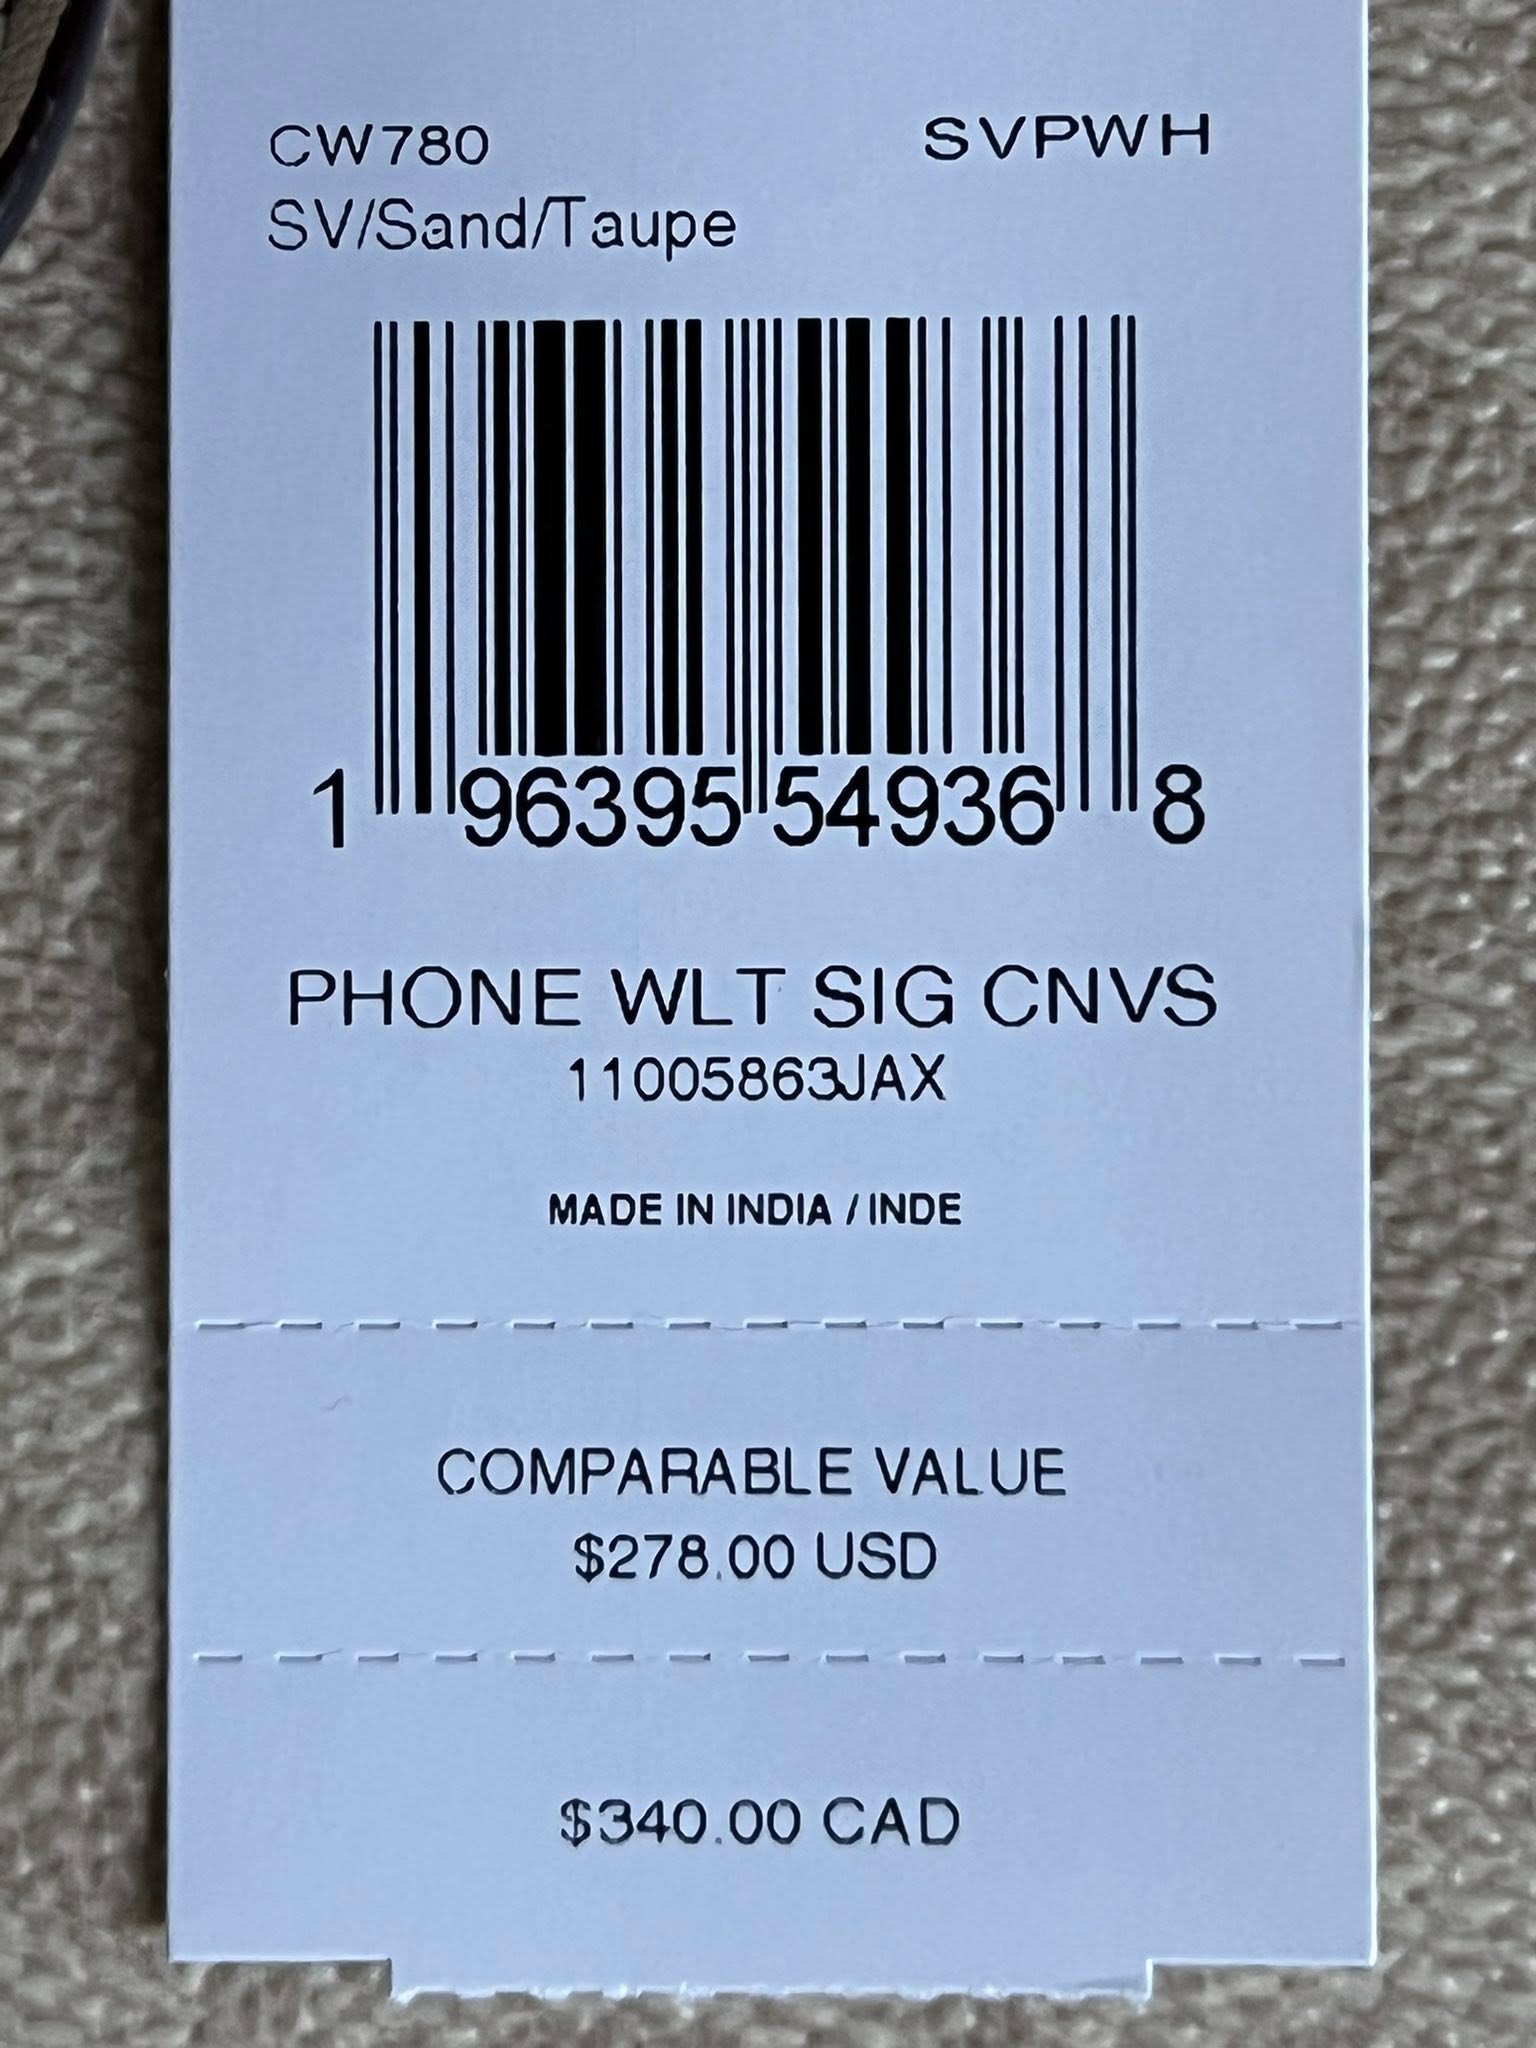 CW780 SVPWH
SV/Sand/Taupe
1 96395 54936 8
PHONE WLT SIG CNVS
11005863JAX
MADE IN INDIA / INDE
COMPARABLE VALUE
$278.00 USD
$340.00 CAD